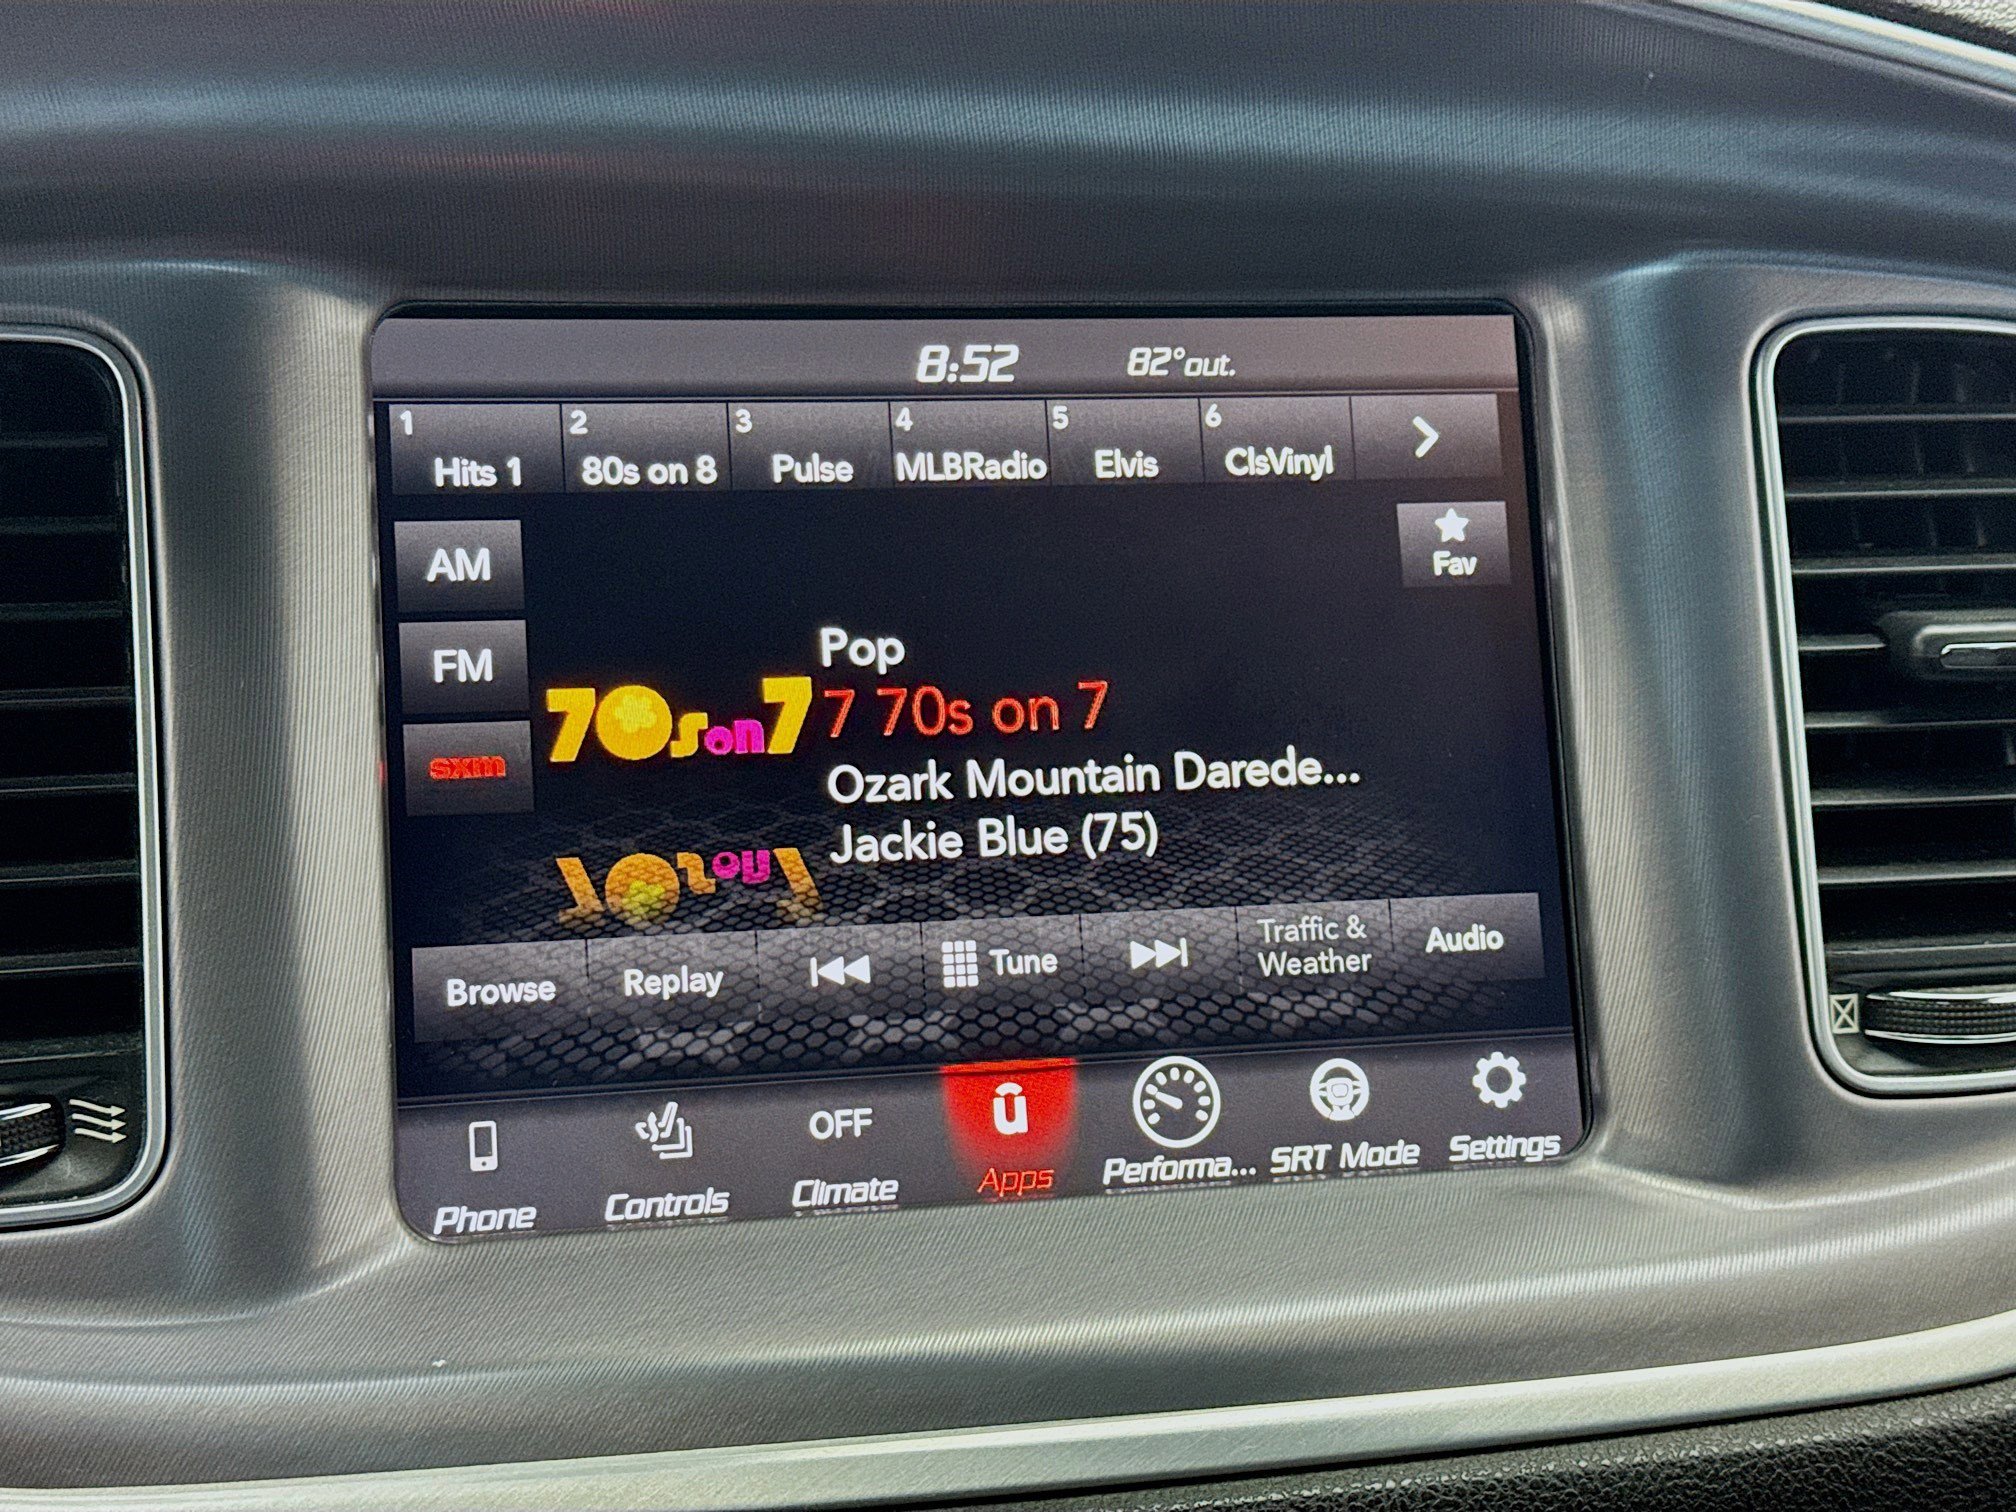 8:52 82°out.
1 2 3 4 5 6
Hits 1 80s on 8 Pulse MLBRadio Elvis ClsVinyl
AM
Fav
FM
Pop
70s on 7
7 70s on 7
sxm
Ozark Mountain Darede...
Jackie Blue (75)
Browse Replay Tune Traffic & Weather Audio
OFF
Phone Controls Climate Apps Performa... SRT Mode Settings